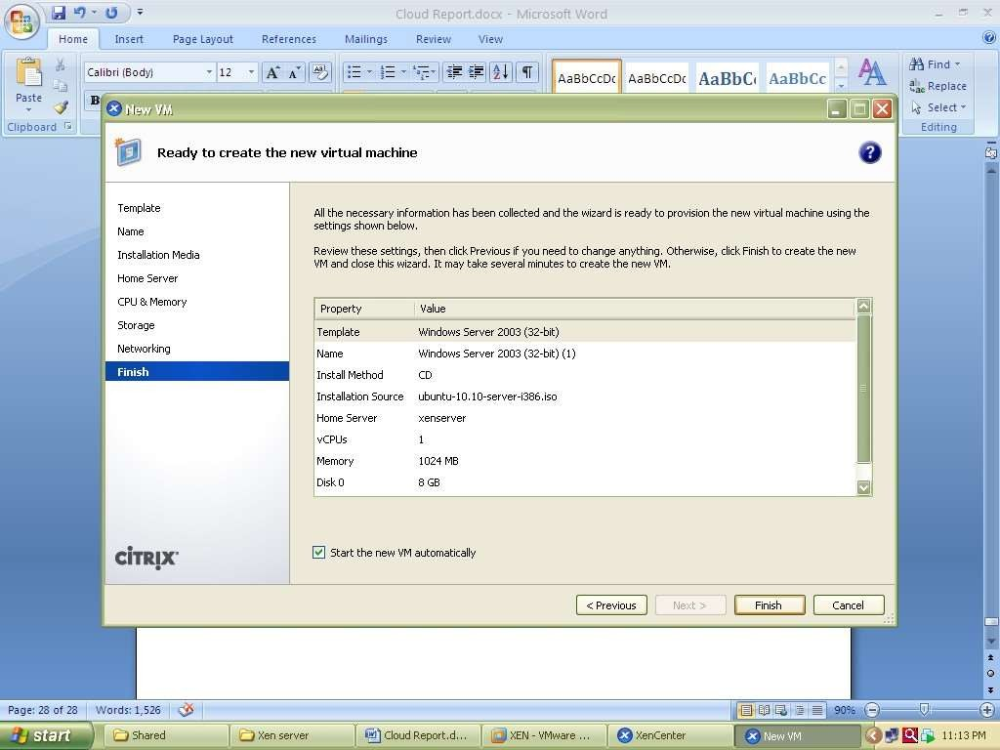 Cloud Report.docx - Microsoft Word
Home Insert Page Layout References Mailings Review View
Calibri (Body) 12
Paste
B
Clipboard
AaBbCcDc AaBbCcDc AaBbC AaBbCc
Find
Replace
Select
Editing
New VM
Ready to create the new virtual machine
Template
Name
Installation Media
Home Server
CPU & Memory
Storage
Networking
Finish
CITRIX
All the necessary information has been collected and the wizard is ready to provision the new virtual machine using the
settings shown below.
Review these settings, then click Previous if you need to change anything. Otherwise, click Finish to create the new
VM and close this wizard. It may take several minutes to create the new VM.
Property Value
Template Windows Server 2003 (32-bit)
Name Windows Server 2003 (32-bit) (1)
Install Method CD
Installation Source ubuntu-10.10-server-i386.iso
Home Server xenserver
vCPUs 1
Memory 1024 MB
Disk 0 8 GB
Start the new VM automatically
< Previous Next > Finish Cancel
Page: 28 of 28 Words: 1,526 90%
start Shared Xen server Cloud Report.d... XEN - VMware ... XenCenter New VM 11:13 PM